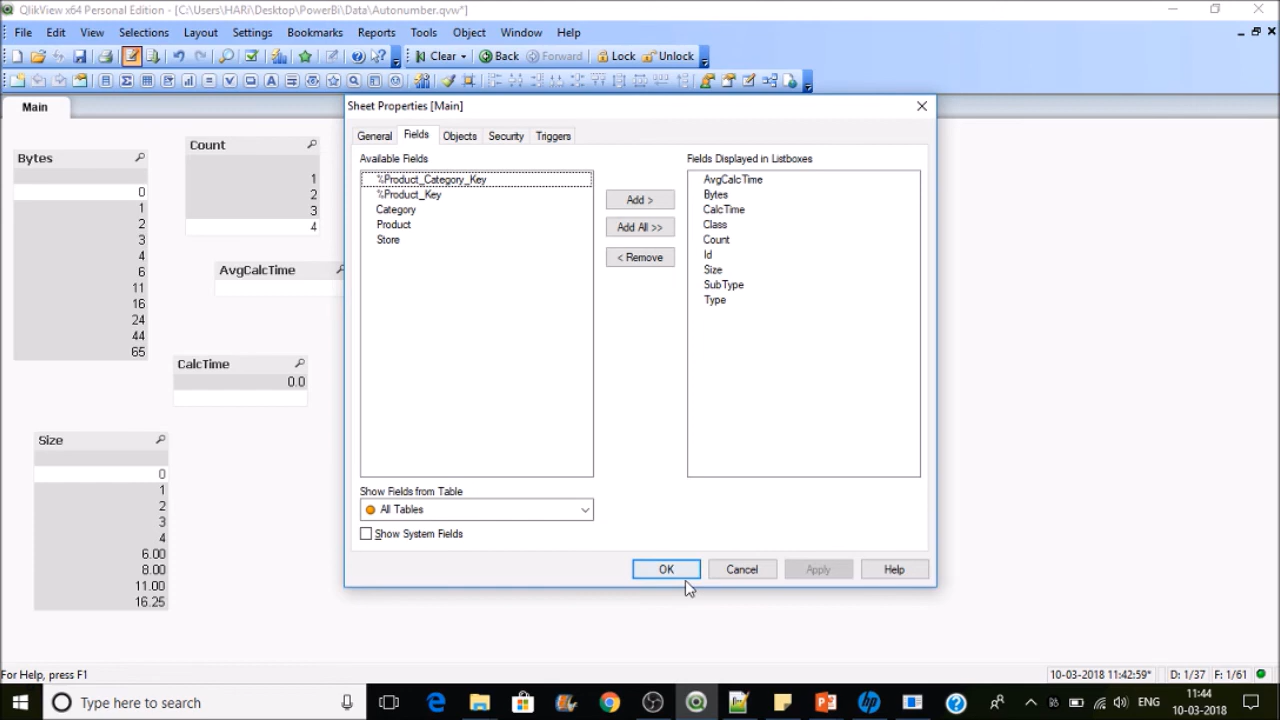 QlikView x64 Personal Edition - [C:\Users\HARi\Desktop\PowerBi\Data\Autonumber.qvw*]
File Edit View Selections Layout Settings Bookmarks Reports Tools Object Window Help
Clear Back Forward Lock Unlock
Main
Bytes
0
1
2
3
4
6
11
16
24
44
65
Count
1
2
3
4
AvgCalcTime
CalcTime
0.0
Size
0
1
2
3
4
6.00
8.00
11.00
16.25
Sheet Properties [Main]
General Fields Objects Security Triggers
Available Fields
%Product_Category_Key
%Product_Key
Category
Product
Store
Add >
Add All >>
< Remove
Fields Displayed in Listboxes
AvgCalcTime
Bytes
CalcTime
Class
Count
Id
Size
SubType
Type
Show Fields from Table
All Tables
Show System Fields
OK Cancel Apply Help
For Help, press F1
10-03-2018 11:42:59* D: 1/37 F: 1/61
Type here to search
ENG
11:44
10-03-2018